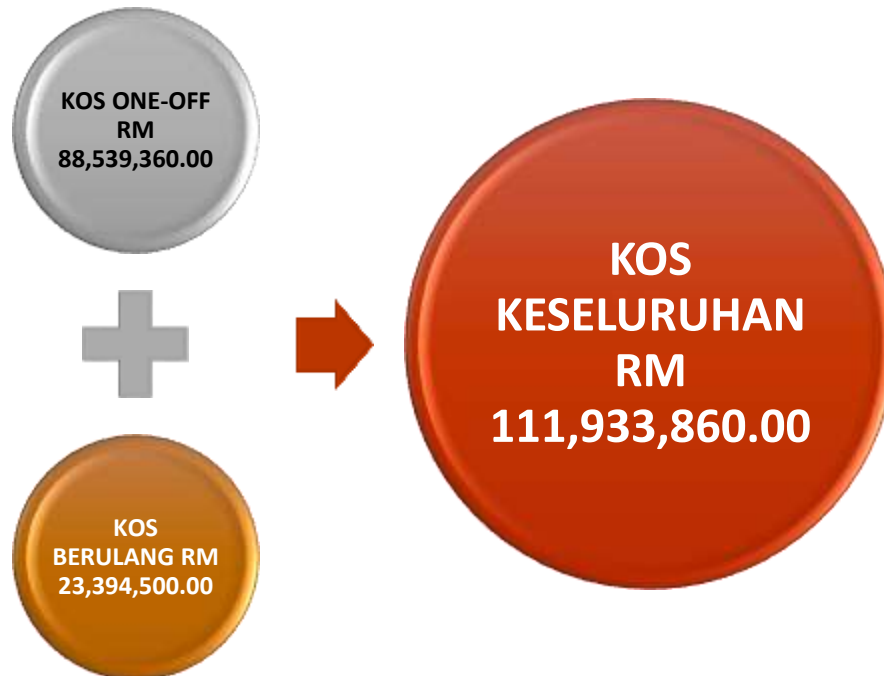 KOS ONE-OFF
RM
88,539,360.00
KOS
BERULANG RM
23,394,500.00
KOS
KESELURUHAN
RM
111,933,860.00